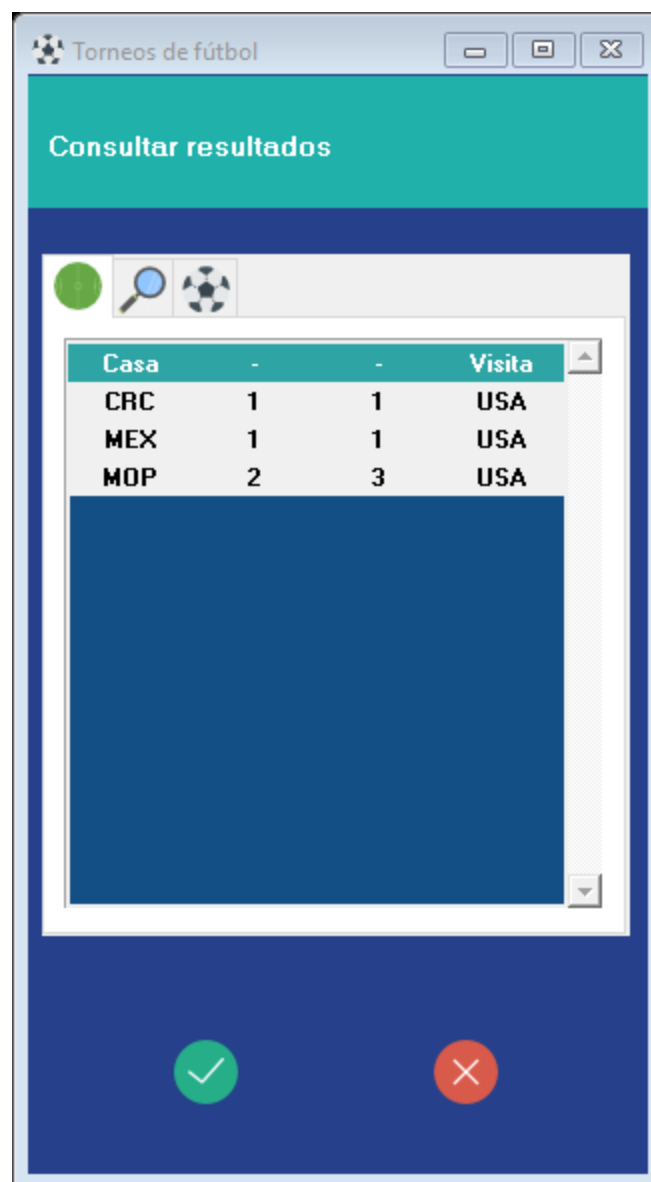 Torneos de fútbol
Consultar resultados
Casa - - Visita
CRC 1 1 USA
MEX 1 1 USA
MOP 2 3 USA